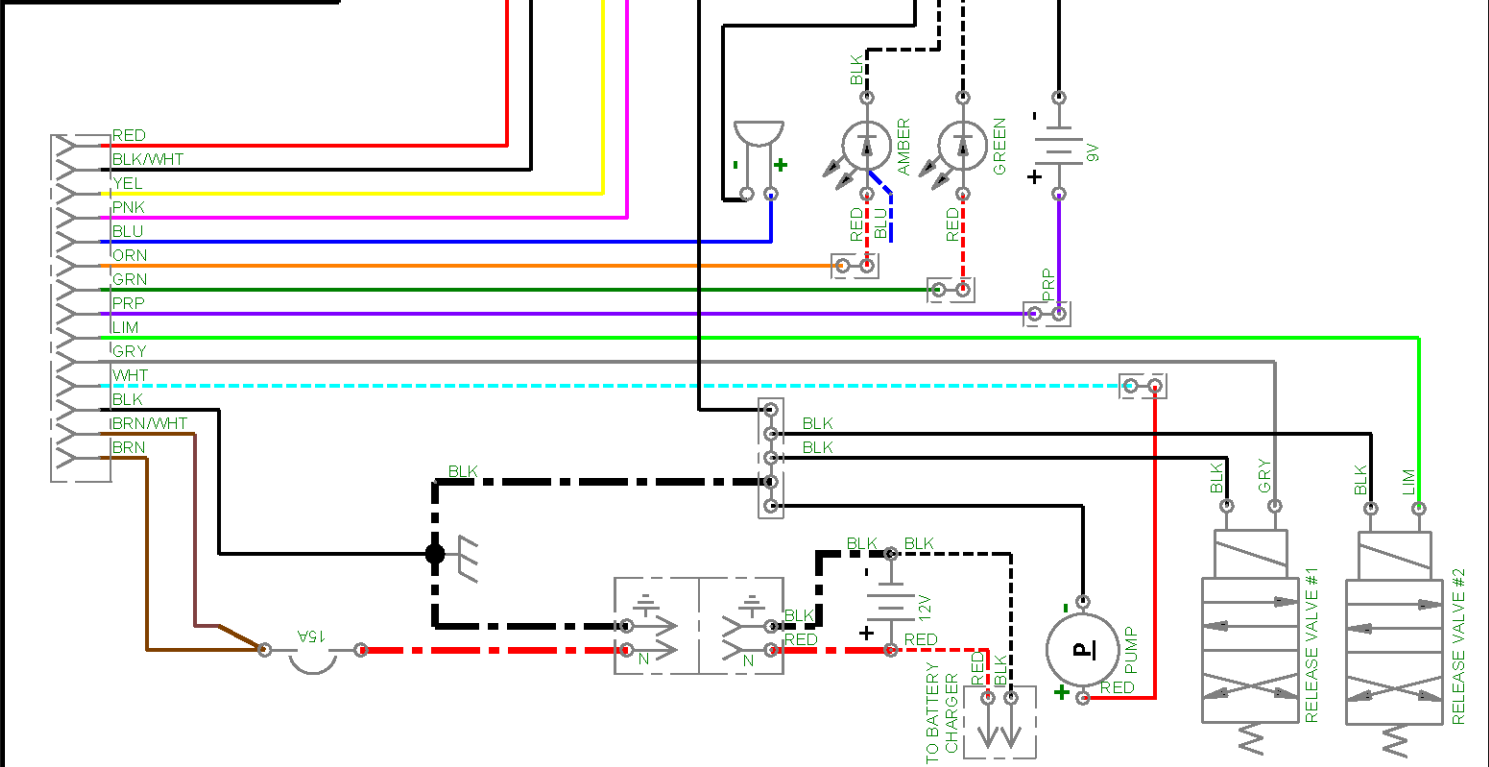 RED
BLK/WHT
YEL
PNK
BLU
ORN
GRN
PRP
LIM
GRY
WHT
BLK
BRN/WHT
BRN
BLK
AMBER
GREEN
9V
-
+
-
+
RED
BLU
RED
PRP
BLK
BLK
BLK
GRY
BLK
LIM
BLK
15A
N
N
BLK
RED
BLK
BLK
-
+
12V
RED
RED
BLK
TO BATTERY
CHARGER
-
+
P
PUMP
RED
RELEASE VALVE #1
RELEASE VALVE #2